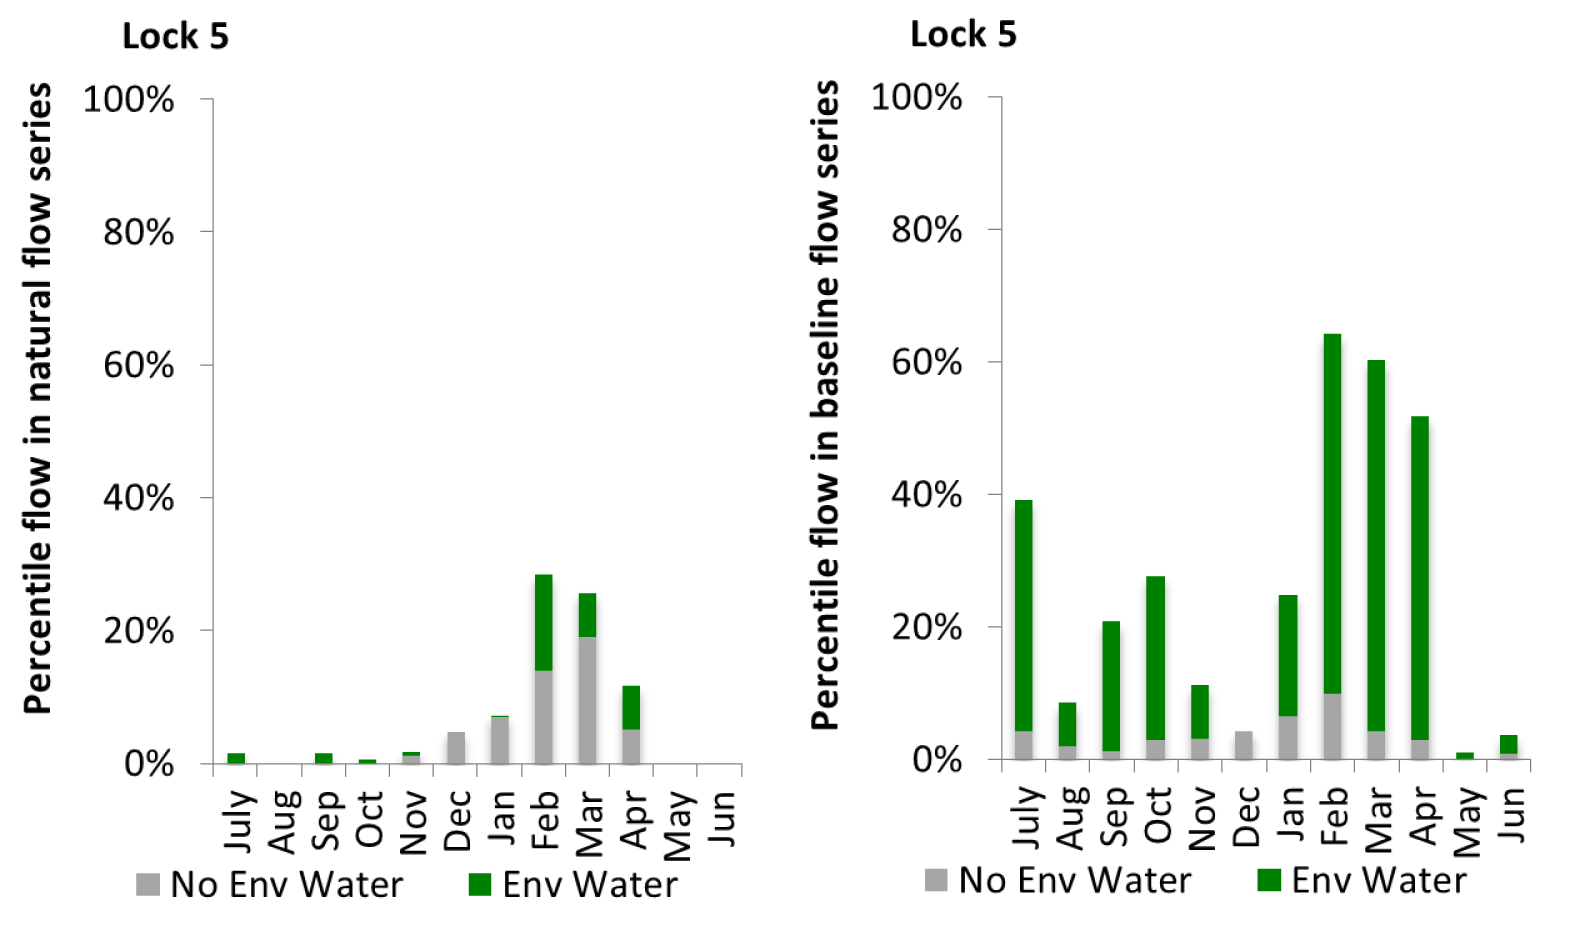 Lock 5
Percentile flow in natural flow series
100%
80%
60%
40%
20%
0%
July
Aug
Sep
Oct
Nov
Dec
Jan
Feb
Mar
Apr
May
Jun
No Env Water
Env Water
Lock 5
Percentile flow in baseline flow series
100%
80%
60%
40%
20%
0%
July
Aug
Sep
Oct
Nov
Dec
Jan
Feb
Mar
Apr
May
Jun
No Env Water
Env Water